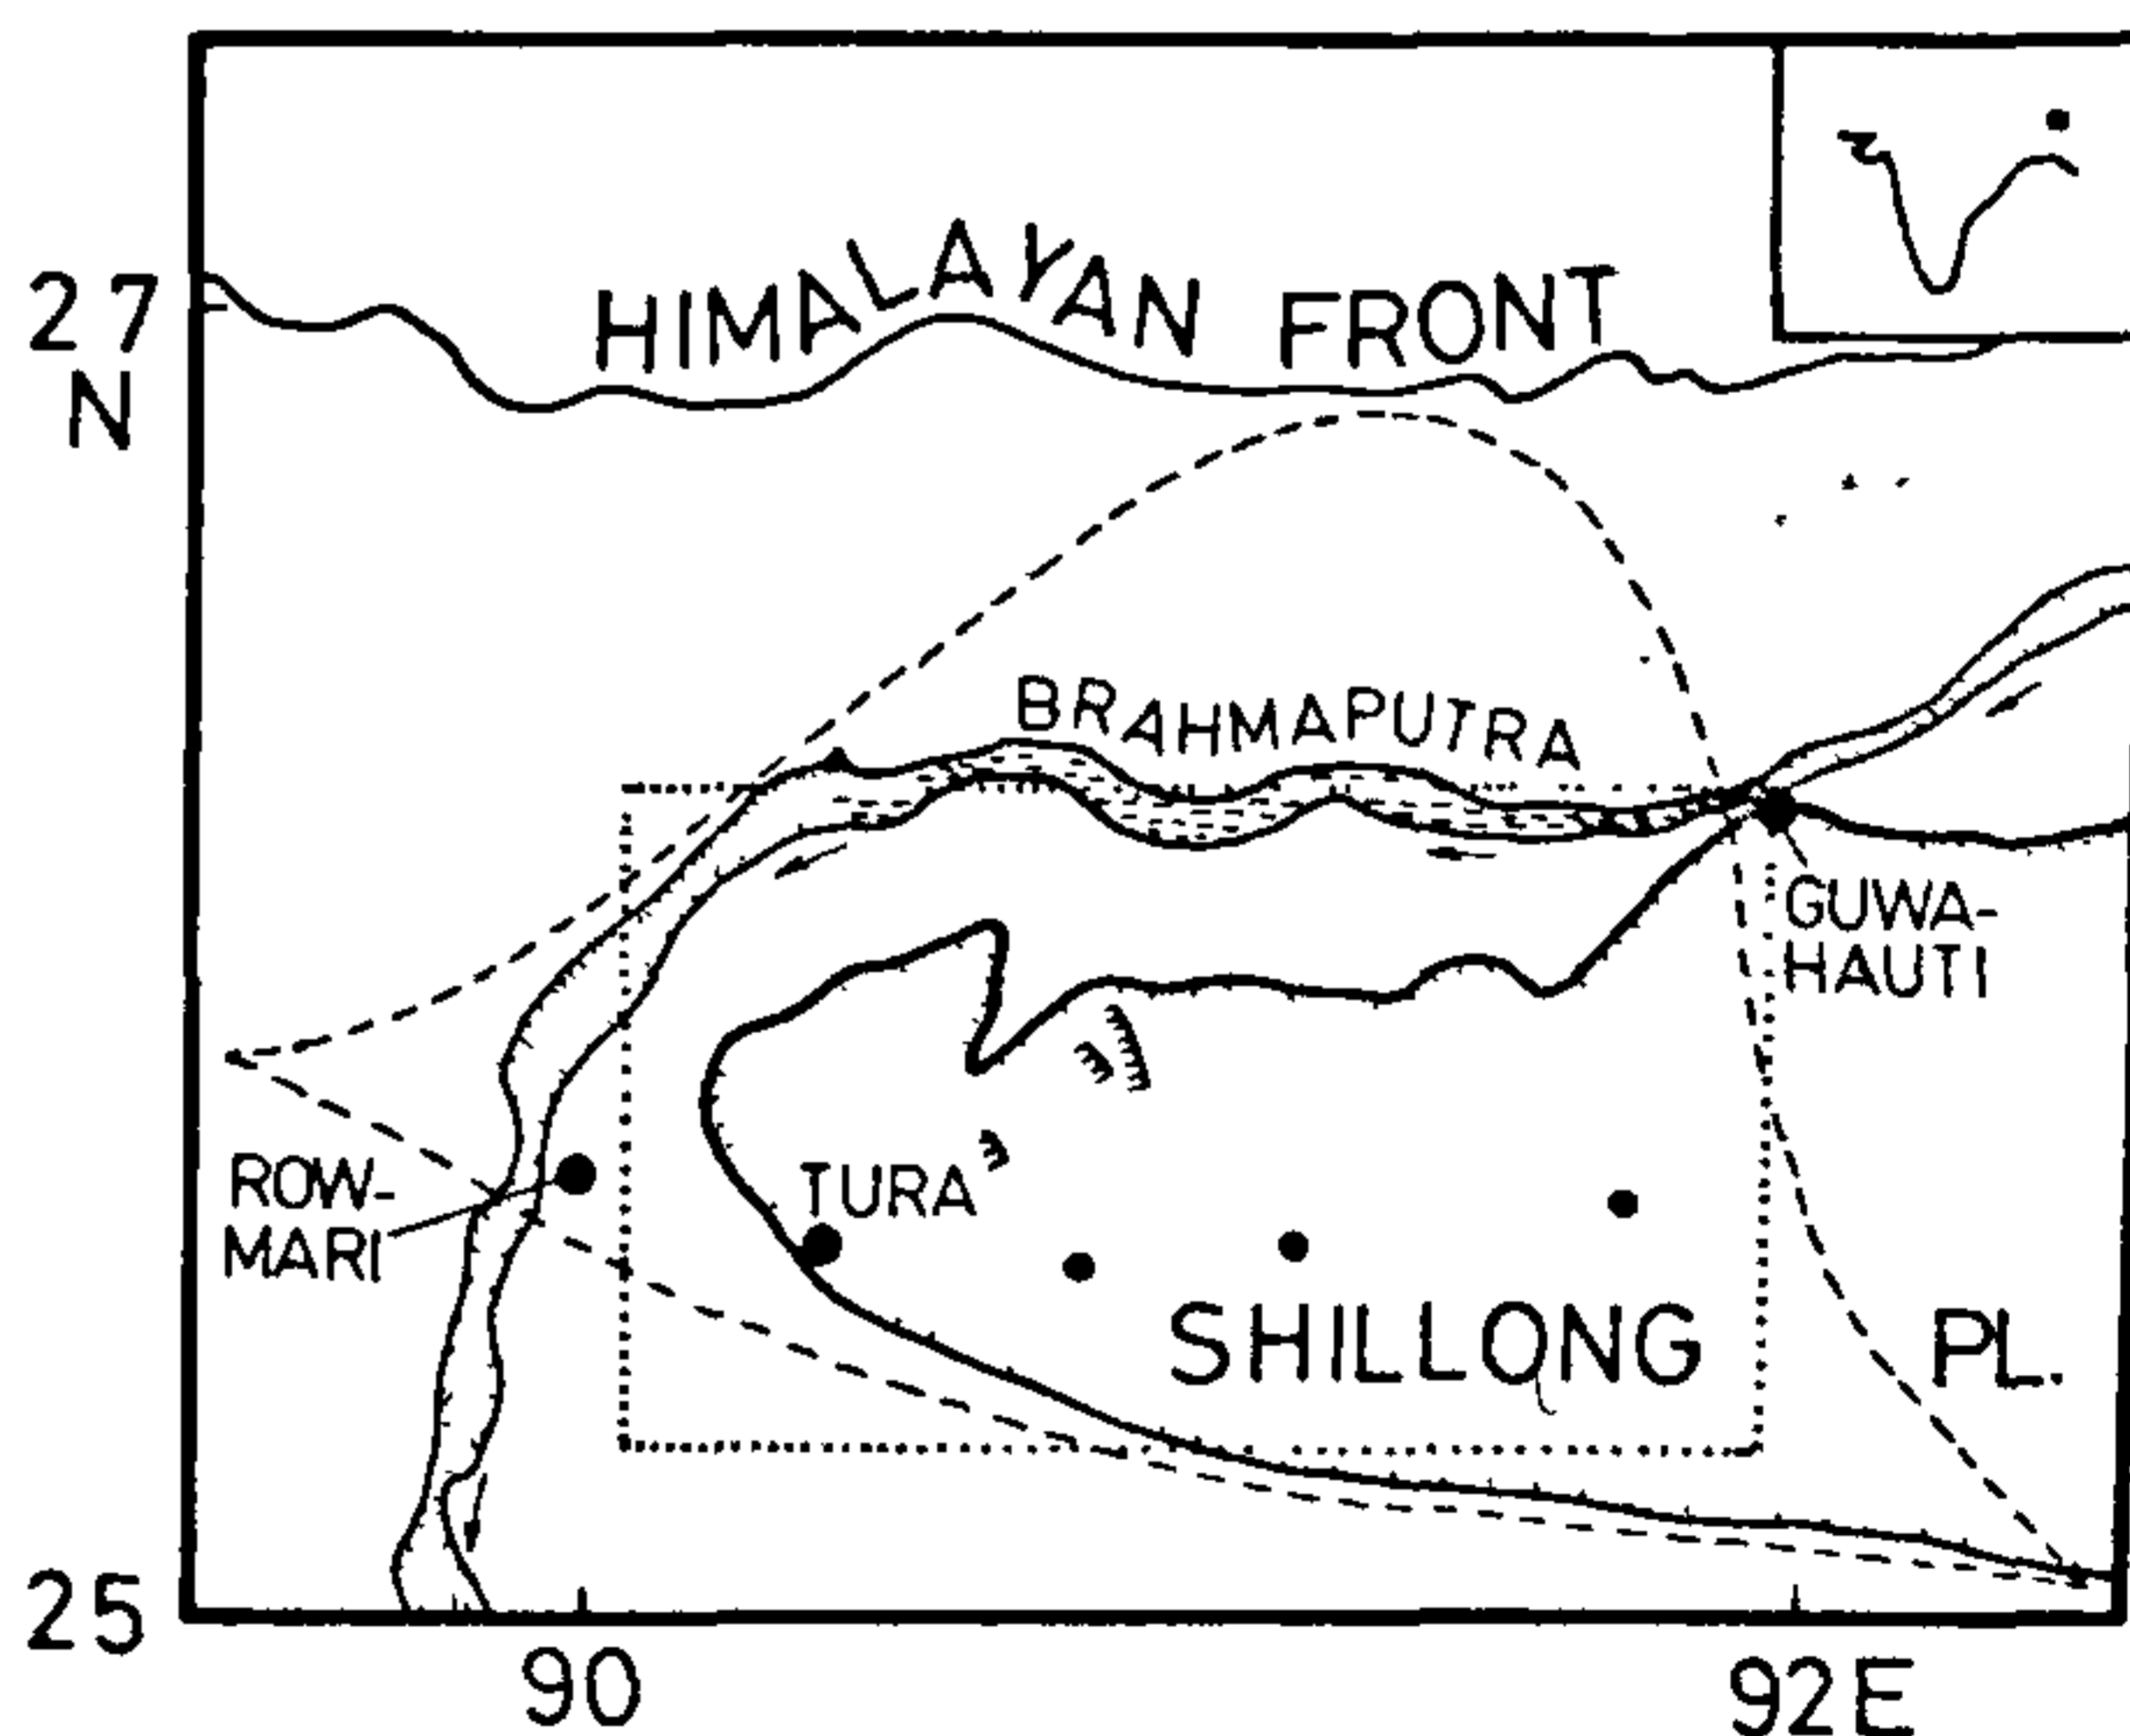 HIMALAYAN FRONT
27
N
BRAHMAPUTRA
GUWA-
HAUTI
ROW-
MARI
TURA
SHILLONG PL.
25
90
92E